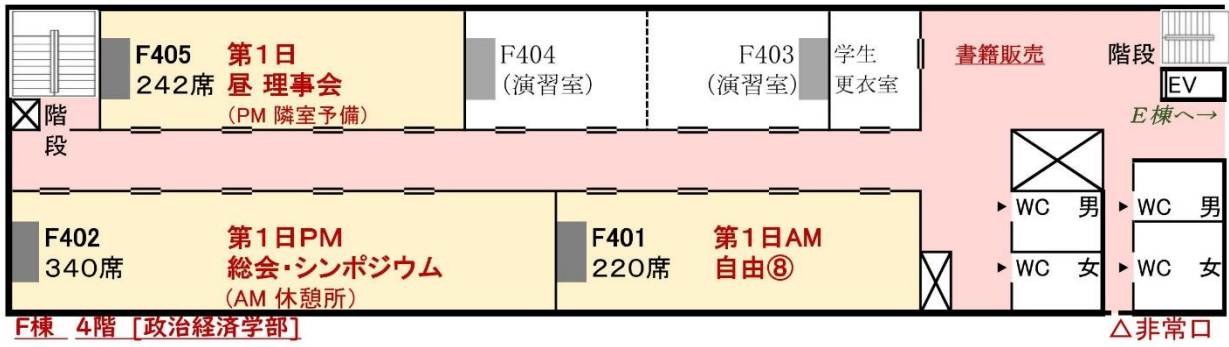 F405 第1日
242席 昼 理事会
(PM 隣室予備)
F404
(演習室)
F403
(演習室)
学生
更衣室
書籍販売
階段
EV
E棟へ→
階
段
F402 第1日PM
340席 総会・シンポジウム
(AM 休憩所)
F401 第1日AM
220席 自由⑧
▶ WC 男
▶ WC 男
▶ WC 女
▶ WC 女
F棟 4階 [政治経済学部]
△非常口